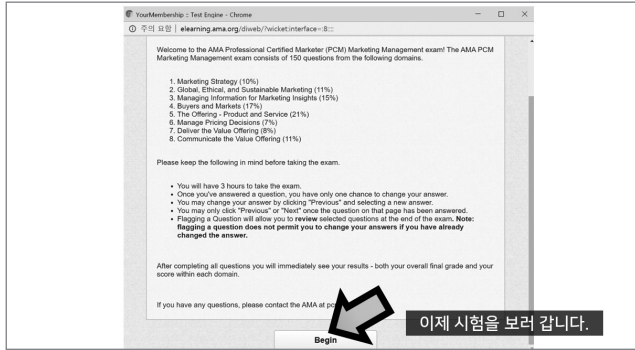 YourMembership :: Test Engine - Chrome
주의 요함 | elearning.ama.org/diweb/?wicket:interface=:8::::
Welcome to the AMA Professional Certified Marketer (PCM) Marketing Management exam! The AMA PCM
Marketing Management exam consists of 150 questions from the following domains.
1. Marketing Strategy (10%)
2. Global, Ethical, and Sustainable Marketing (11%)
3. Managing Information for Marketing Insights (15%)
4. Buyers and Markets (17%)
5. The Offering - Product and Service (21%)
6. Manage Pricing Decisions (7%)
7. Deliver the Value Offering (8%)
8. Communicate the Value Offering (11%)
Please keep the following in mind before taking the exam.
• You will have 3 hours to take the exam.
• Once you've answered a question, you have only one chance to change your answer.
• You may change your answer by clicking "Previous" and selecting a new answer.
• You may only click "Previous" or "Next" once the question on that page has been answered.
• Flagging a Question will allow you to review selected questions at the end of the exam. Note:
flagging a question does not permit you to change your answers if you have already
changed the answer.
After completing all questions you will immediately see your results - both your overall final grade and your
score within each domain.
If you have any questions, please contact the AMA at
Begin
이제 시험을 보러 갑니다.